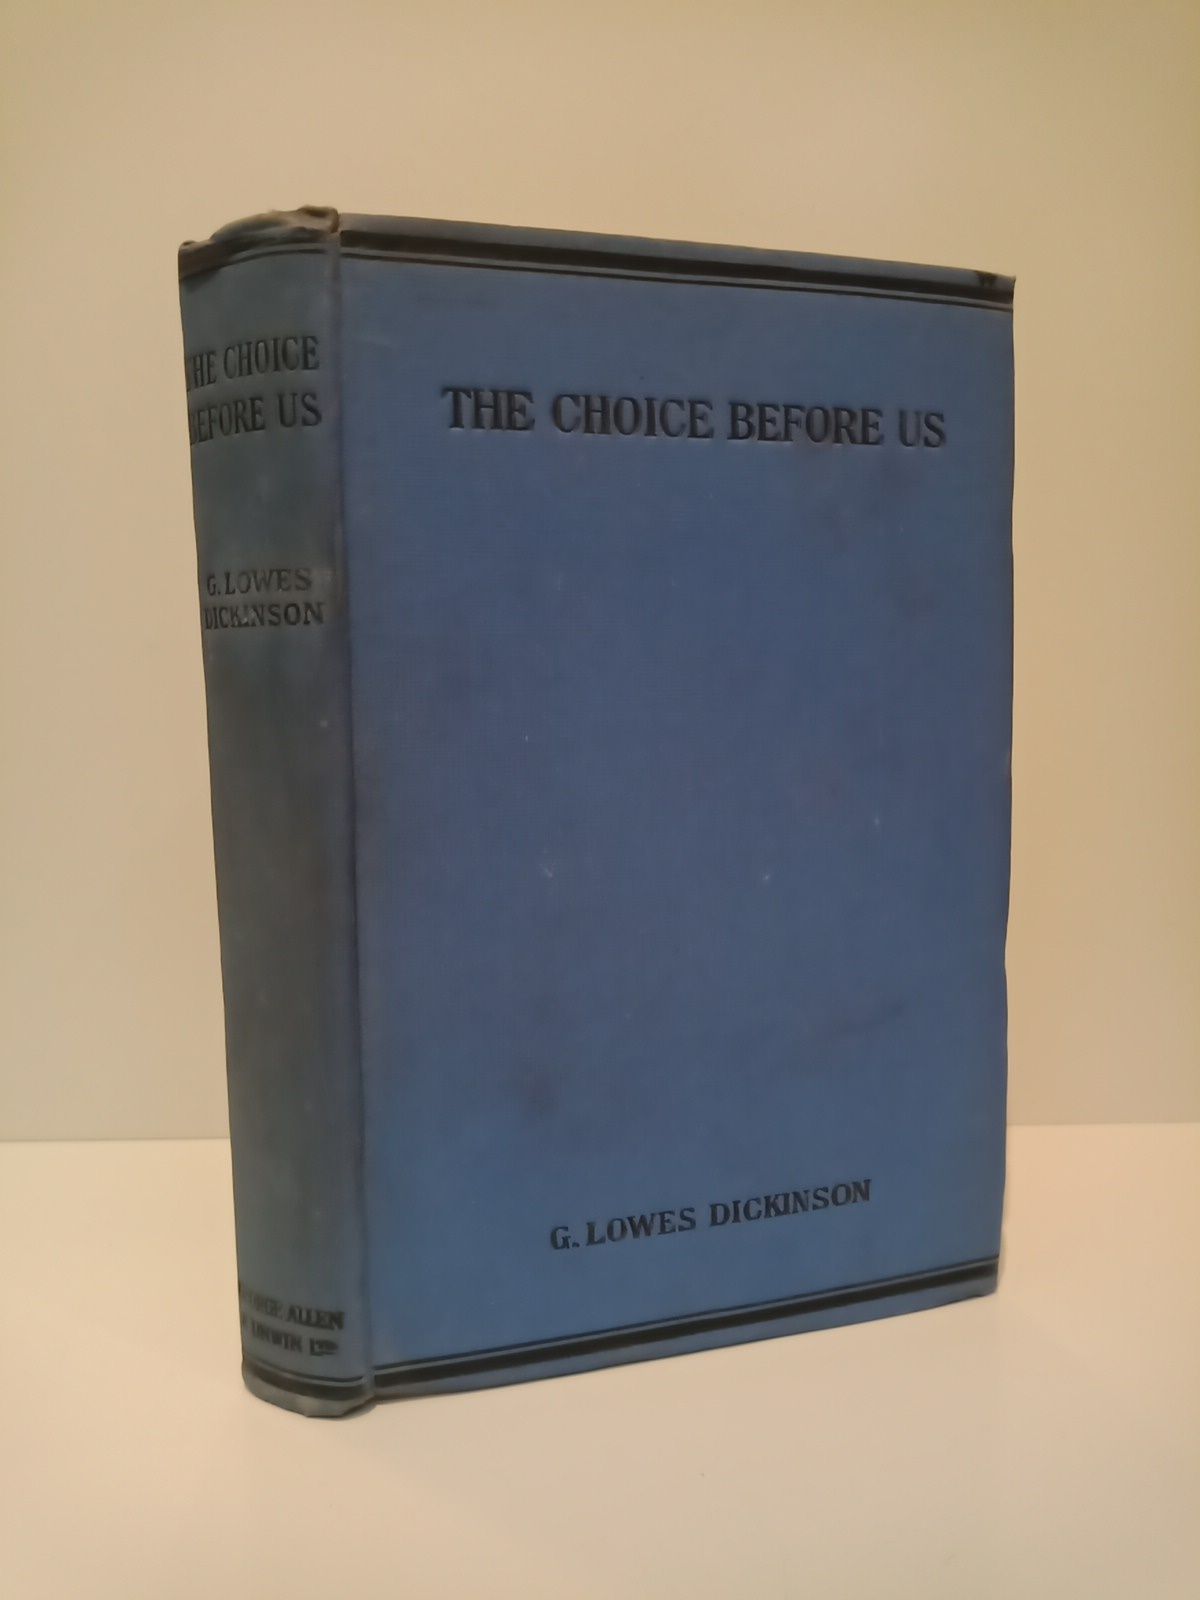 THE CHOICE
BEFORE US
G. LOWES
DICKINSON
GEORGE ALLEN
& UNWIN LTD
THE CHOICE BEFORE US
G. LOWES DICKINSON